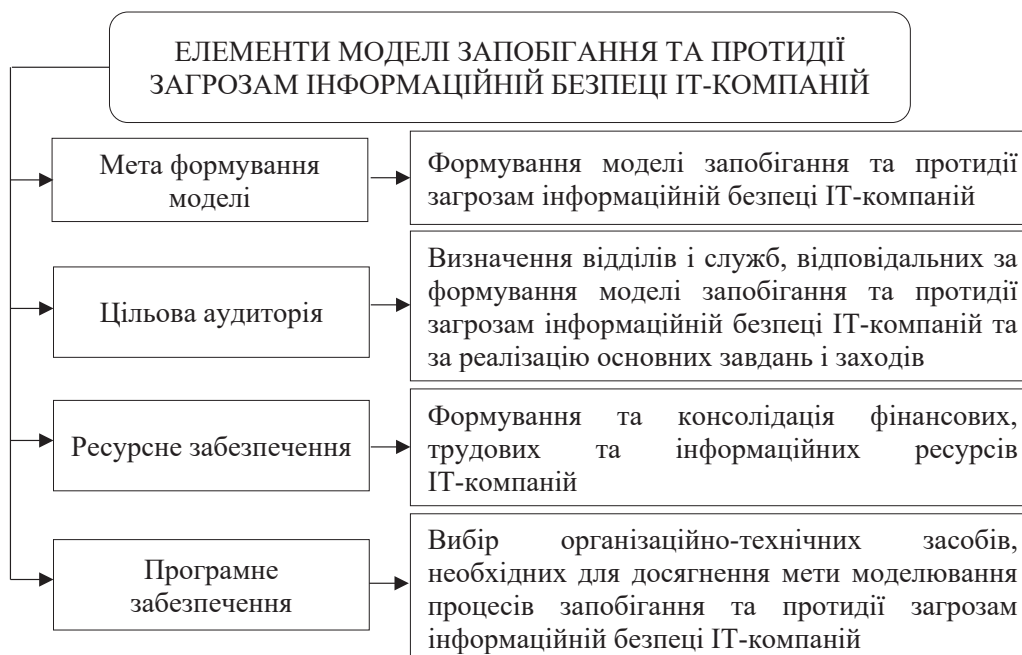 ЕЛЕМЕНТИ МОДЕЛІ ЗАПОБІГАННЯ ТА ПРОТИДІЇ
ЗАГРОЗАМ ІНФОРМАЦІЙНІЙ БЕЗПЕЦІ ІТ-КОМПАНІЙ
Мета формування
моделі
Формування моделі запобігання та протидії
загрозам інформаційній безпеці ІТ-компаній
Цільова аудиторія
Визначення відділів і служб, відповідальних за
формування моделі запобігання та протидії
загрозам інформаційній безпеці ІТ-компаній та
за реалізацію основних завдань і заходів
Ресурсне забезпечення
Формування та консолідація фінансових,
трудових та інформаційних ресурсів
ІТ-компаній
Програмне
забезпечення
Вибір організаційно-технічних засобів,
необхідних для досягнення мети моделювання
процесів запобігання та протидії загрозам
інформаційній безпеці ІТ-компаній